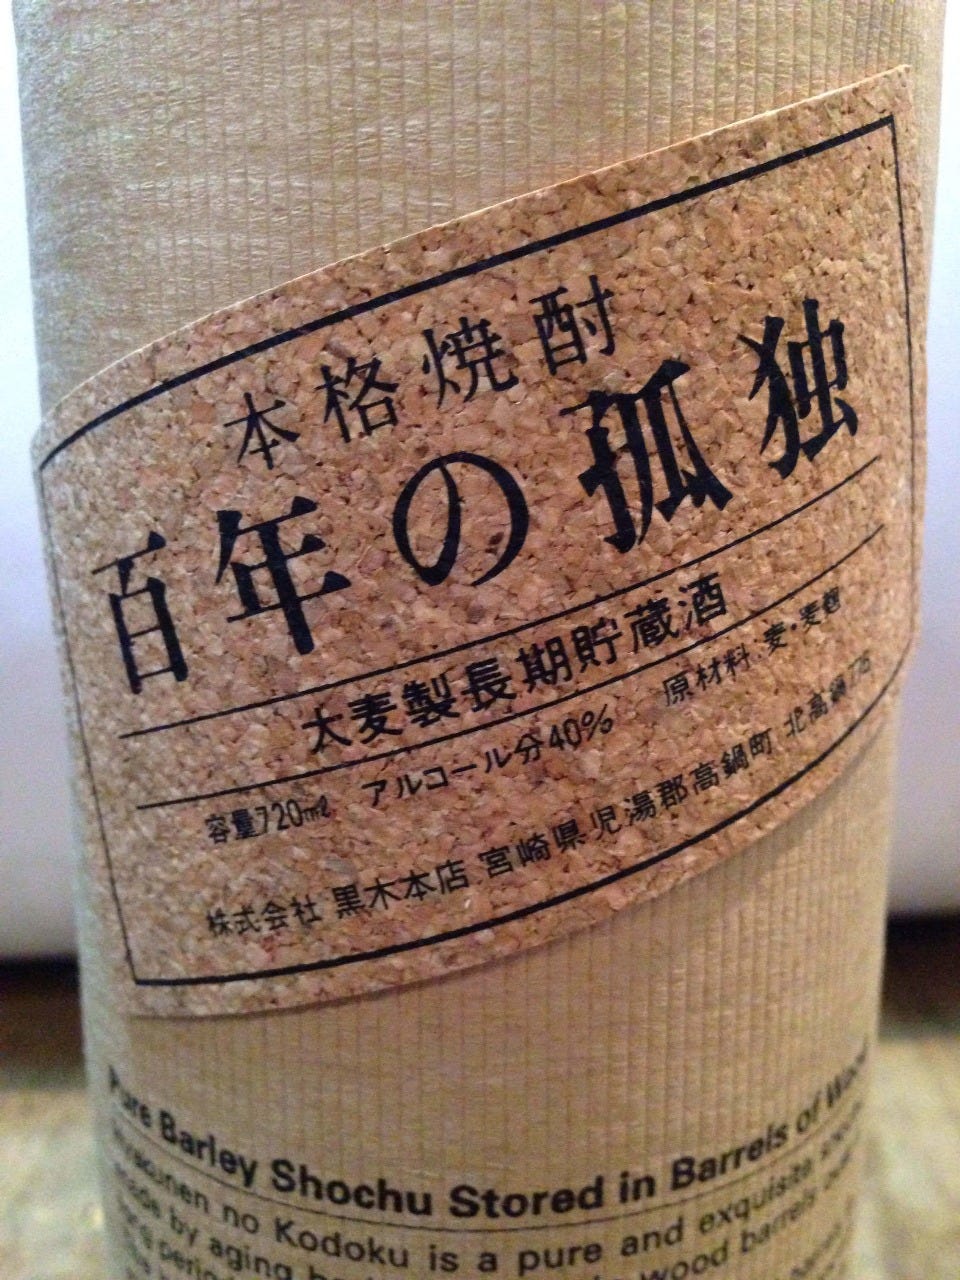 本格焼酎
百年の孤独
大麦製長期貯蔵酒
容量720㎖ アルコール分40% 原材料 麦・麦麹
株式会社 黒木本店 宮崎県児湯郡高鍋町 北高鍋776
Pure Barley Shochu Stored in Barrels of Wood
Hyakunen no Kodoku is a pure and exquisite
made by aging wood barrels
long period